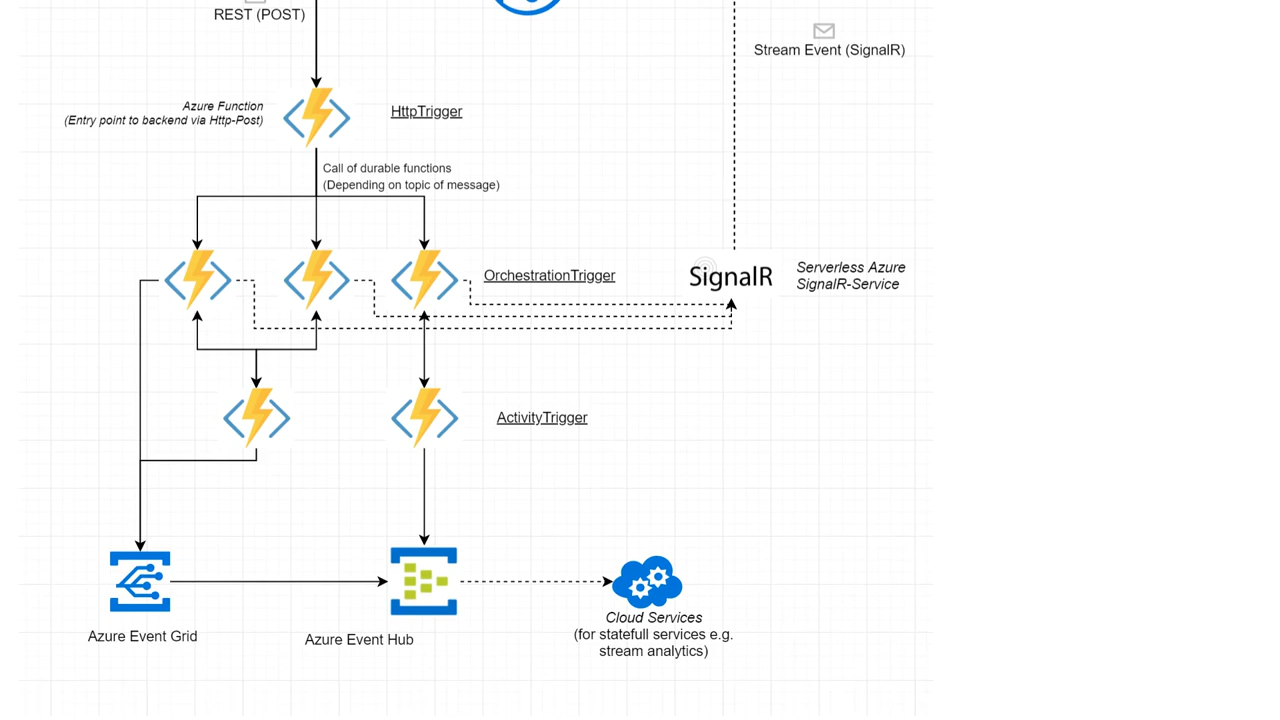 REST (POST)
Stream Event (SignalR)
Azure Function
(Entry point to backend via Http-Post)
HttpTrigger
Call of durable functions
(Depending on topic of message)
OrchestrationTrigger
SignalR
Serverless Azure
SignalR-Service
ActivityTrigger
Azure Event Grid
Azure Event Hub
Cloud Services
(for statefull services e.g.
stream analytics)